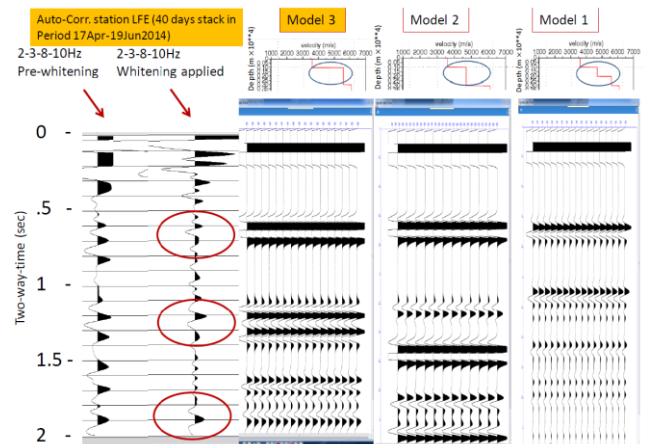 Auto-Corr. station LFE (40 days stack in
Period 17Apr-19Jun2014)
Model 3
Model 2
Model 1
2-3-8-10Hz
Pre-whitening
2-3-8-10Hz
Whitening applied
velocity (m/sec)
1000 2000 3000 4000 5000 6000 7000
velocity (m/sec)
1000 2000 3000 4000 5000 6000 7000
velocity (m/sec)
1000 2000 3000 4000 5000 6000 7000
Depth (m ×10**4)
Depth (m ×10**4)
Depth (m ×10**4)
Two-way-time (sec)
0 -
.5 -
1 -
1.5 -
2 -